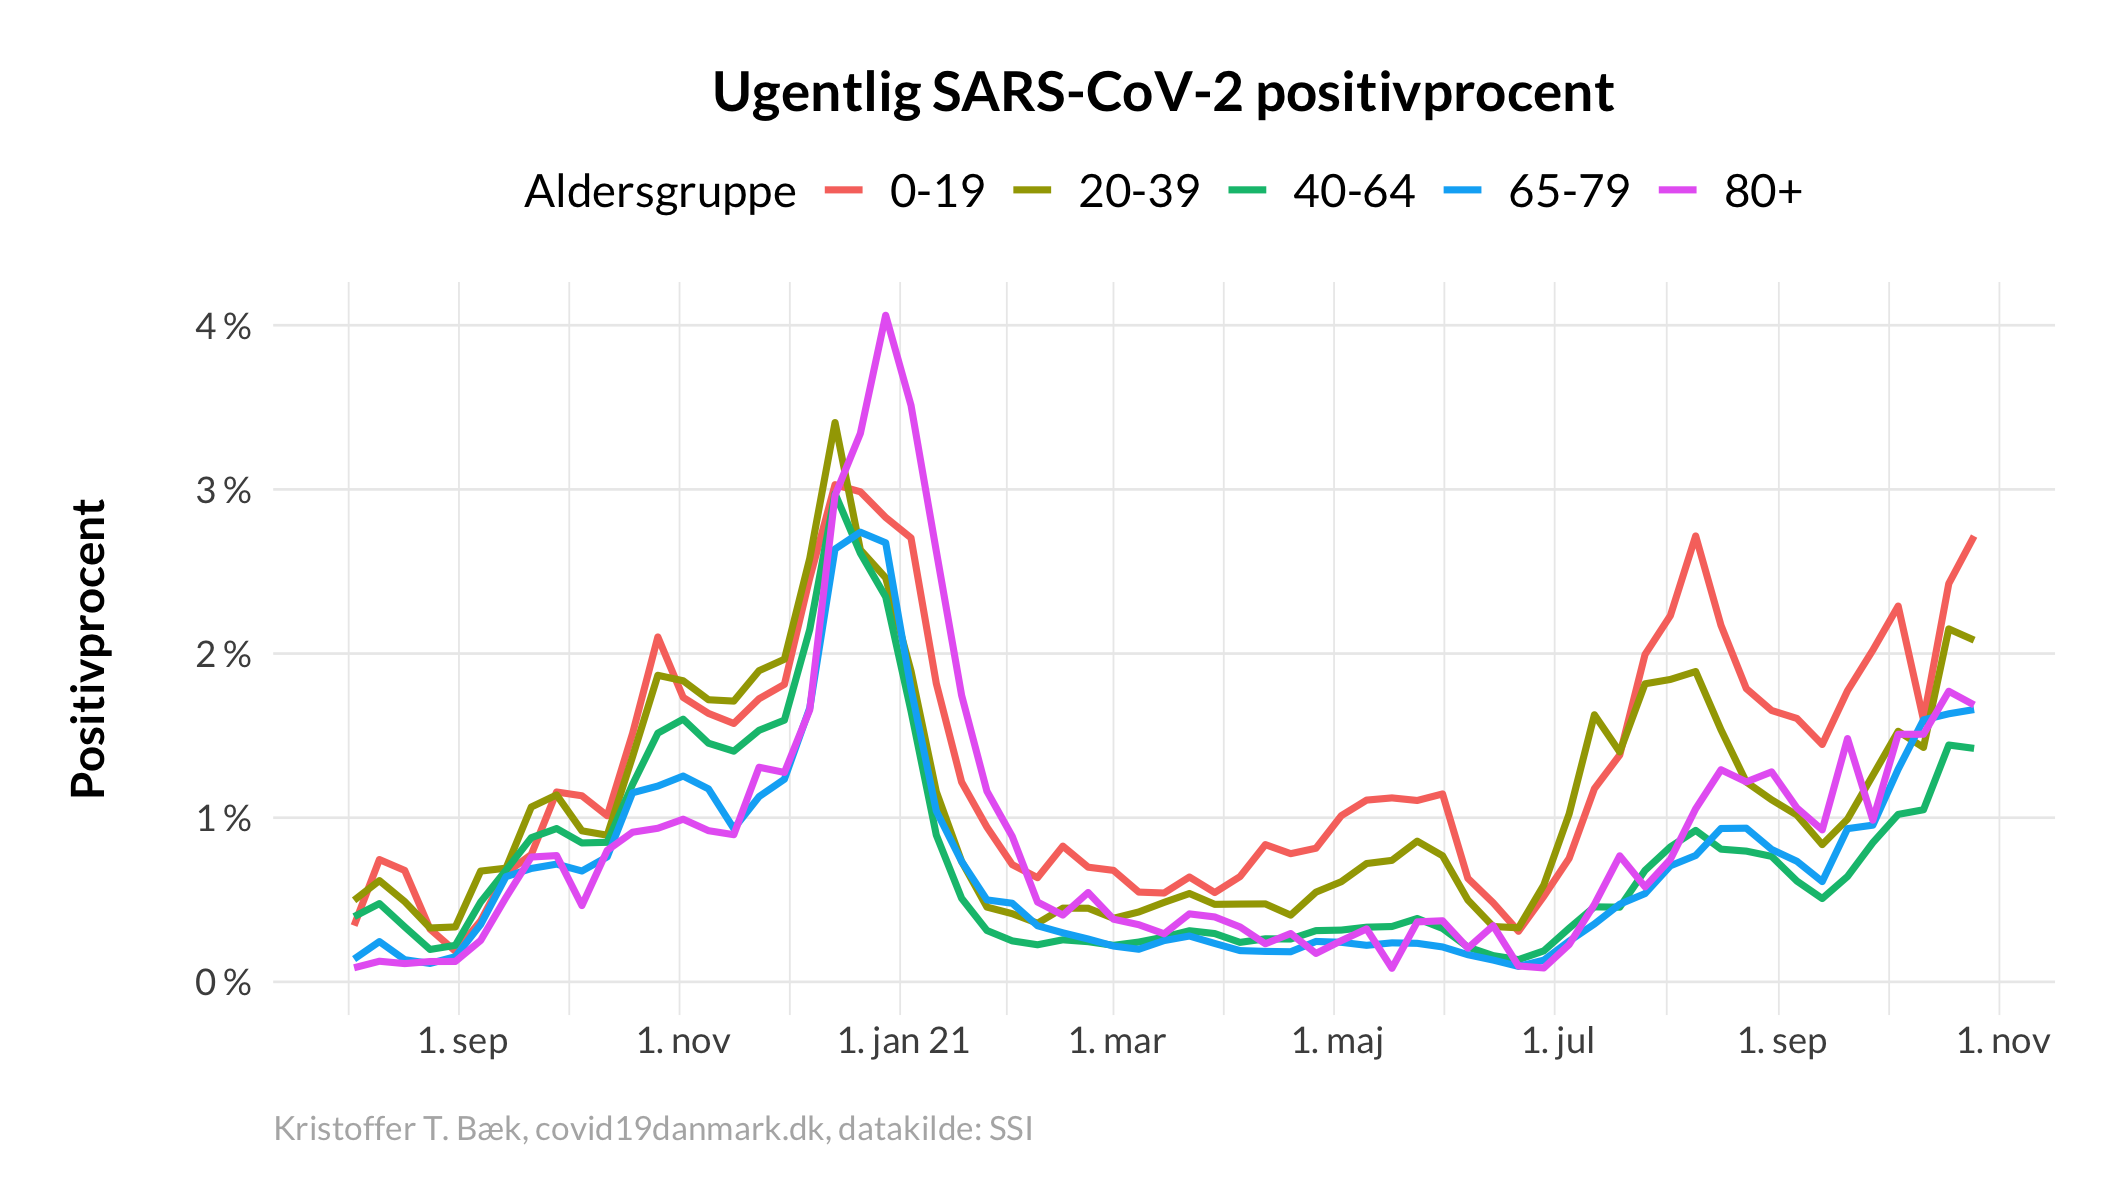 Ugentlig SARS-CoV-2 positivprocent
Aldersgruppe 0-19 20-39 40-64 65-79 80+
Positivprocent
4 %
3 %
2 %
1 %
0 %
1. sep 1. nov 1. jan 21 1. mar 1. maj 1. jul 1. sep 1. nov
Kristoffer T. Bæk, covid19danmark.dk, datakilde: SSI